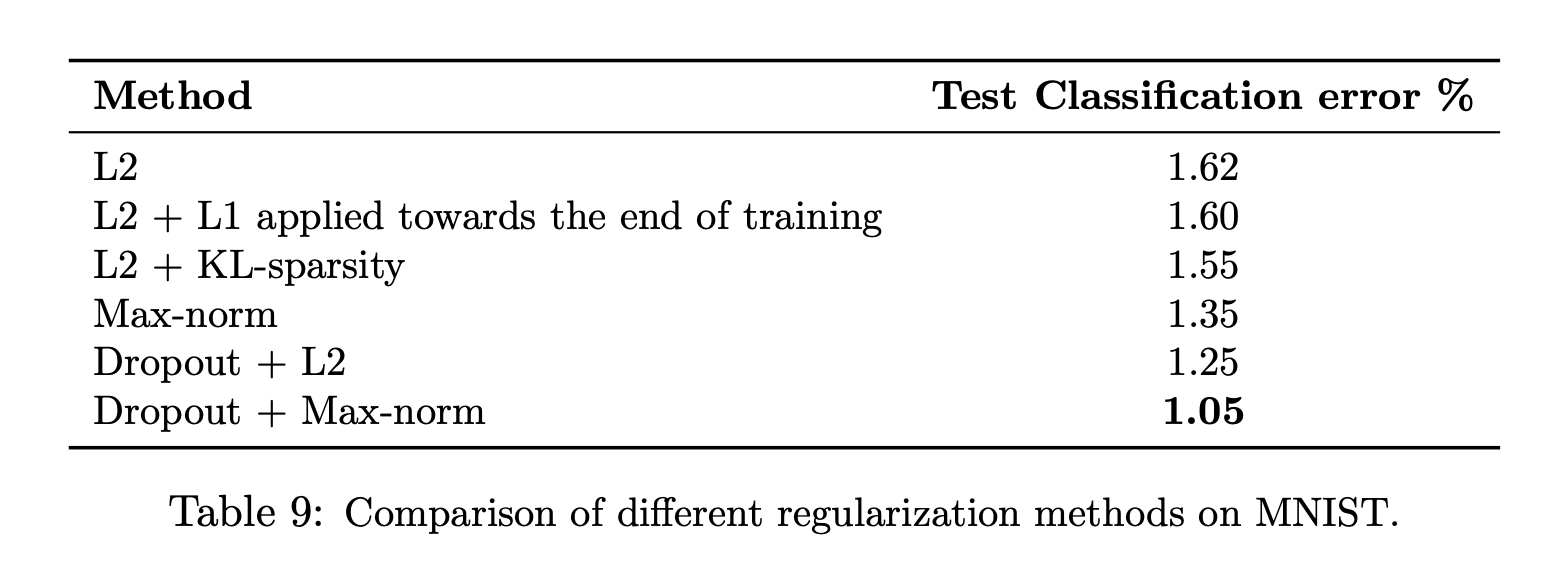 Method Test Classification error %
L2 1.62
L2 + L1 applied towards the end of training 1.60
L2 + KL-sparsity 1.55
Max-norm 1.35
Dropout + L2 1.25
Dropout + Max-norm 1.05
Table 9: Comparison of different regularization methods on MNIST.